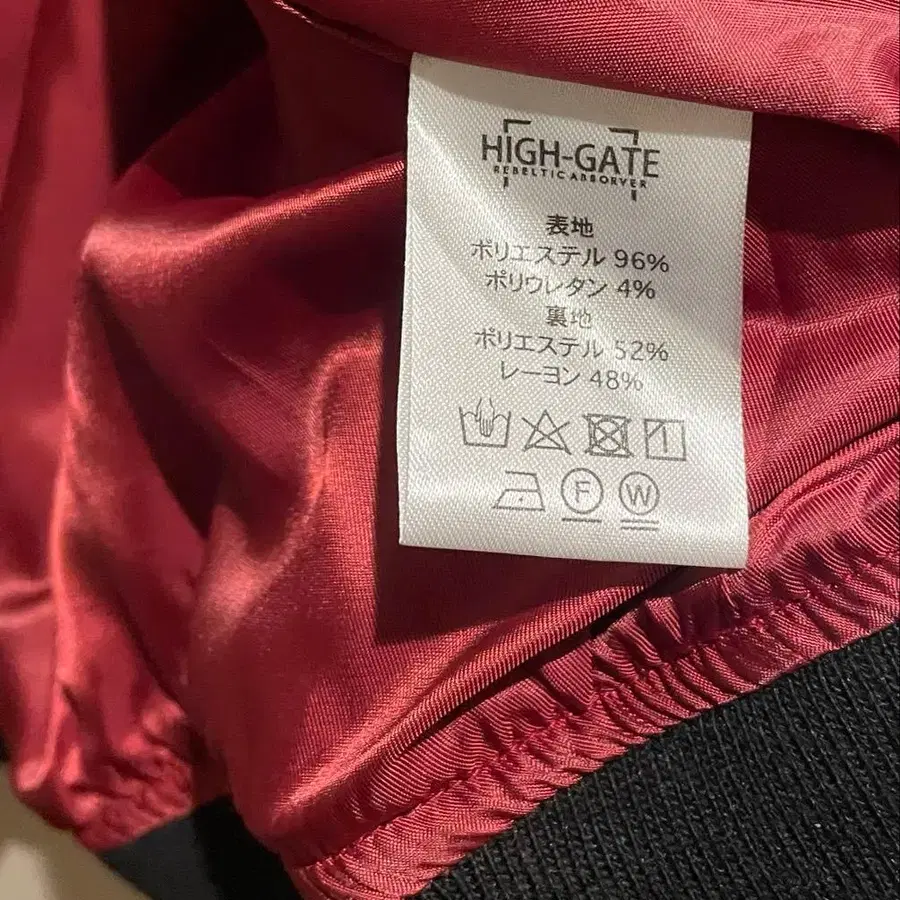 HIGH-GATE
REBELTIC ABSORVER
表地
ポリエステル 96%
ポリウレタン 4%
裏地
ポリエステル 52%
レーヨン 48%
F W